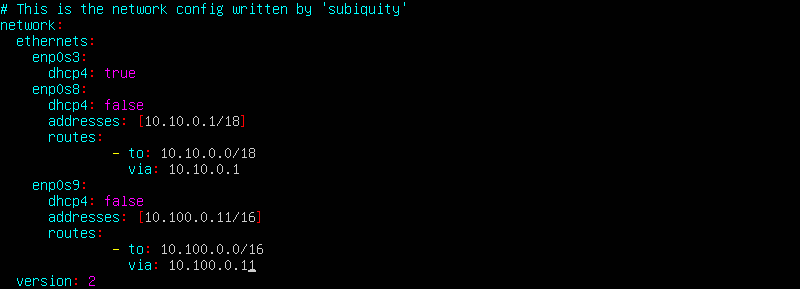 # This is the network config written by 'subiquity'
network:
  ethernets:
    enp0s3:
      dhcp4: true
    enp0s8:
      dhcp4: false
      addresses: [10.10.0.1/18]
      routes:
              - to: 10.10.0.0/18
                via: 10.10.0.1
    enp0s9:
      dhcp4: false
      addresses: [10.100.0.11/16]
      routes:
              - to: 10.100.0.0/16
                via: 10.100.0.11
  version: 2